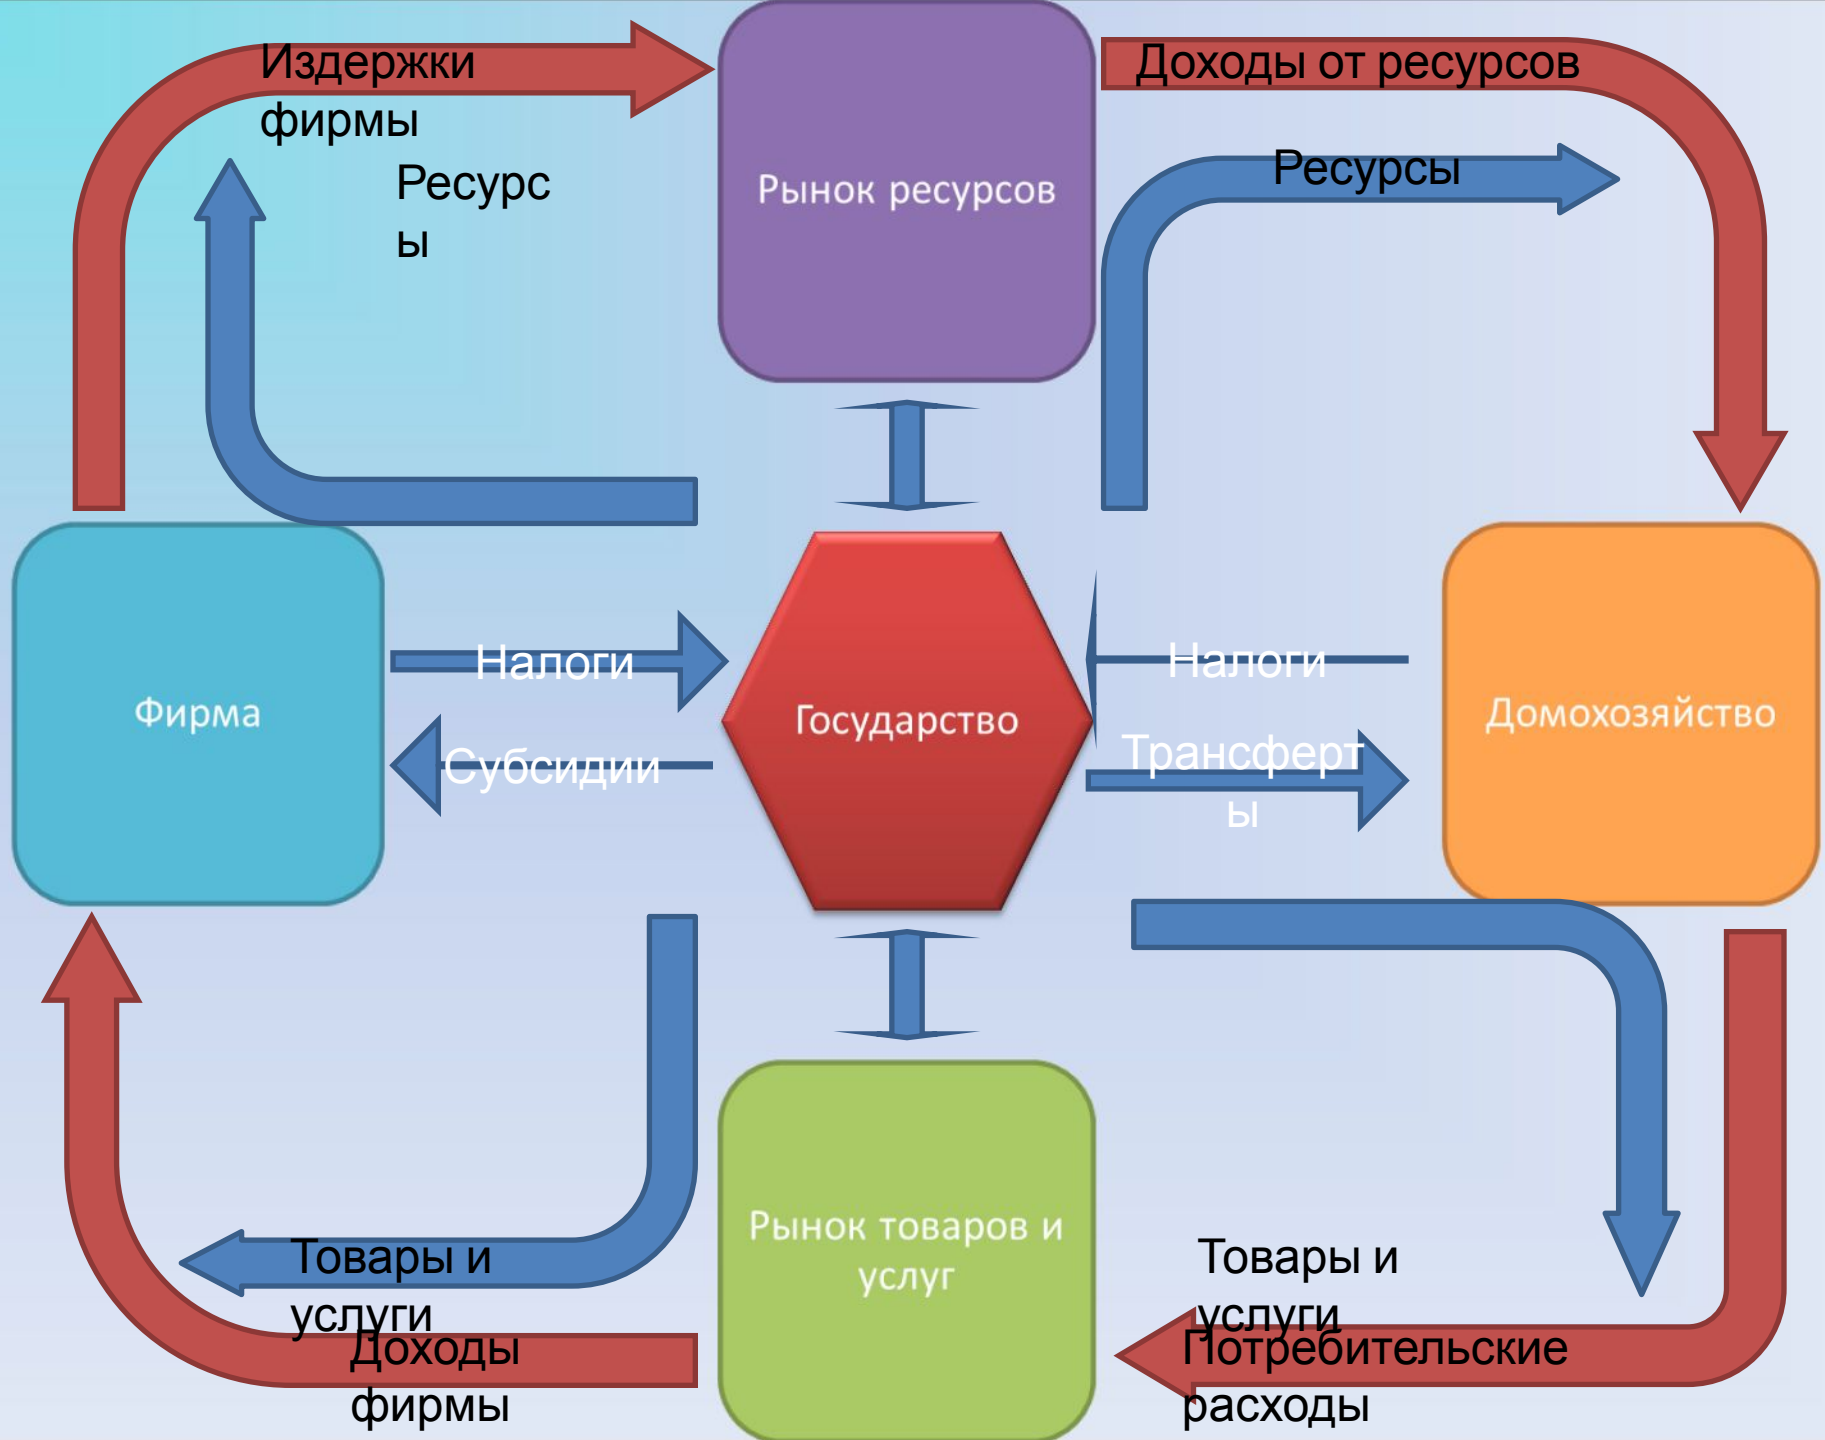 Издержки
фирмы
Доходы от ресурсов
Ресурс
ы
Рынок ресурсов
Ресурсы
Фирма
Налоги
Субсидии
Государство
Налоги
Трансферт
ы
Домохозяйство
Товары и
услуги
Доходы
фирмы
Рынок товаров и
услуг
Товары и
услуги
Потребительские
расходы